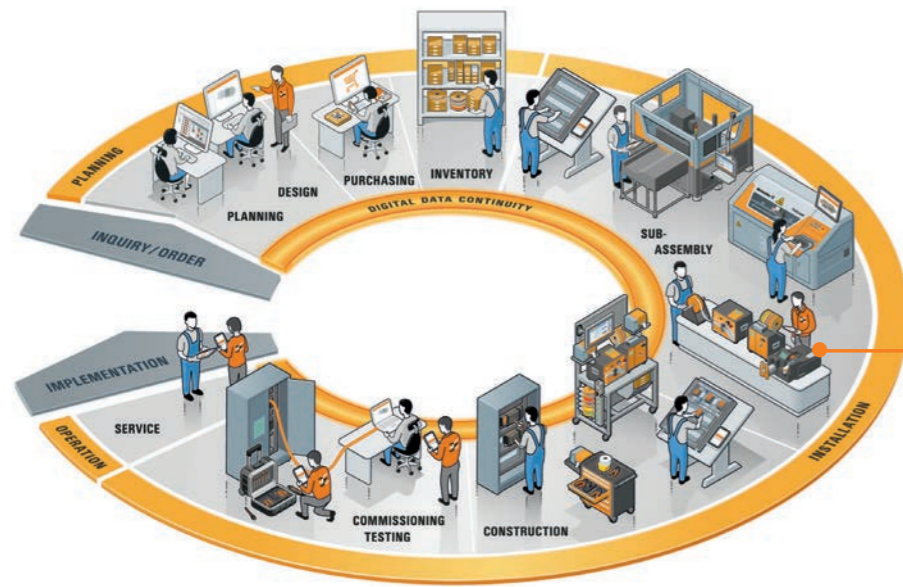 PLANNING
INQUIRY/ORDER
PLANNING
DESIGN
PURCHASING
INVENTORY
DIGITAL DATA CONTINUITY
SUB-
ASSEMBLY
INSTALLATION
CONSTRUCTION
COMMISSIONING
TESTING
SERVICE
IMPLEMENTATION
OPERATION